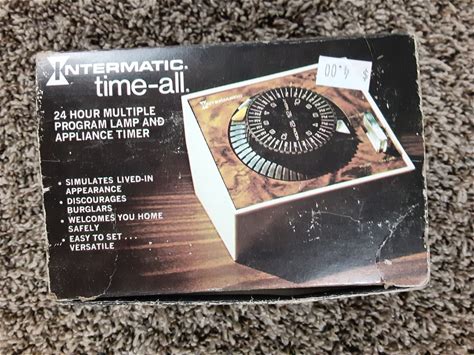 INTERMATIC.
time-all.
24 HOUR MULTIPLE
PROGRAM LAMP AND
APPLIANCE TIMER
• SIMULATES LIVED-IN
APPEARANCE
• DISCOURAGES
BURGLARS
• WELCOMES YOU HOME
SAFELY
• EASY TO SET . . .
VERSATILE
$ 4.00
INTERMATIC